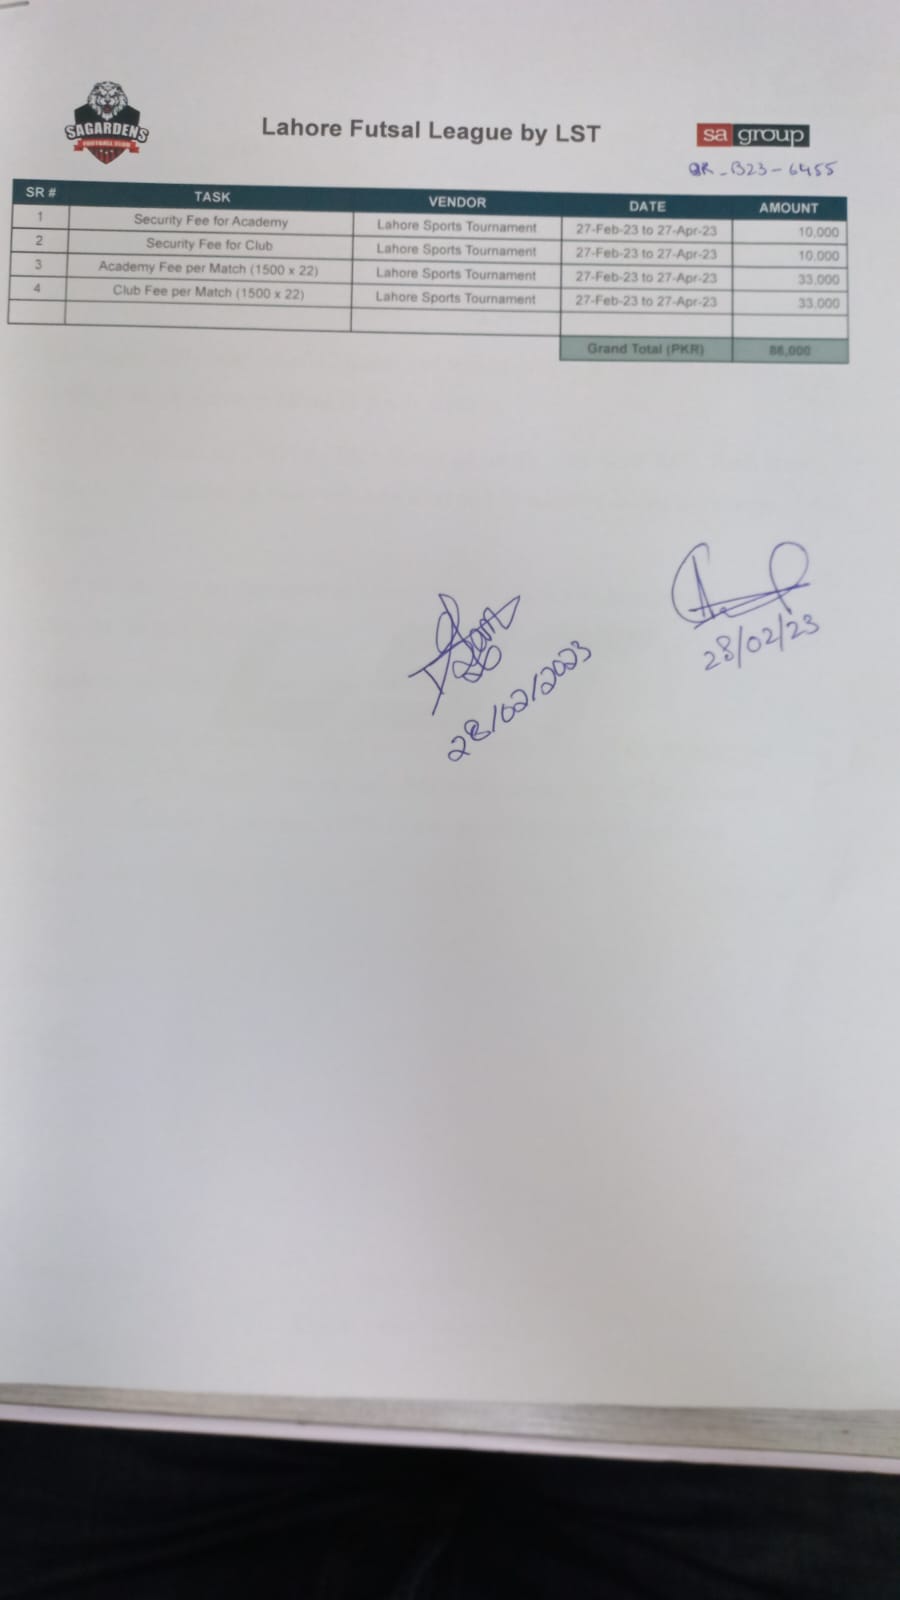 SAGARDENS
FOOTBALL CLUB
Lahore Futsal League by LST
sa group
QR-B23-6455
SR # TASK VENDOR DATE AMOUNT
1 Security Fee for Academy Lahore Sports Tournament 27-Feb-23 to 27-Apr-23 10,000
2 Security Fee for Club Lahore Sports Tournament 27-Feb-23 to 27-Apr-23 10,000
3 Academy Fee per Match (1500 x 22) Lahore Sports Tournament 27-Feb-23 to 27-Apr-23 33,000
4 Club Fee per Match (1500 x 22) Lahore Sports Tournament 27-Feb-23 to 27-Apr-23 33,000
Grand Total (PKR) 86,000
28/02/2023
28/02/23